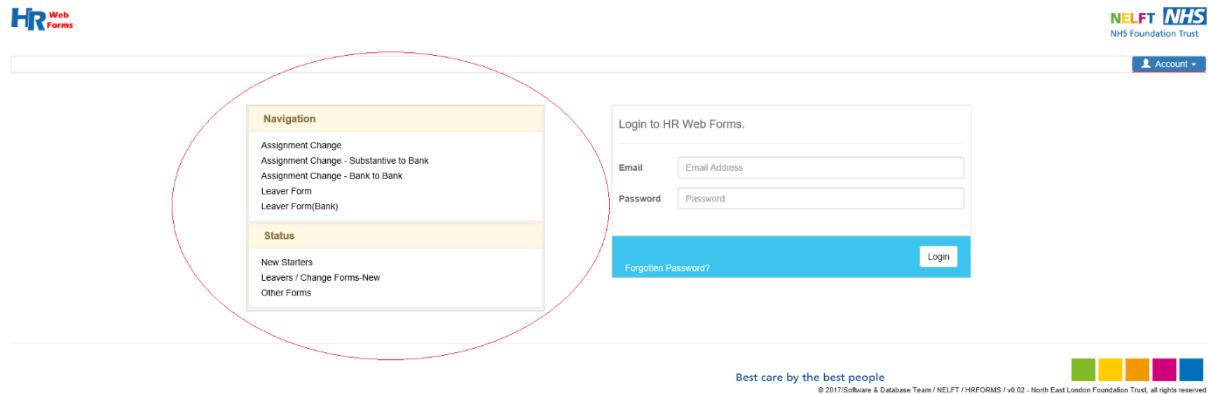 HR Web Forms
NELFT NHS
NHS Foundation Trust
Account
Navigation
Assignment Change
Assignment Change - Substantive to Bank
Assignment Change - Bank to Bank
Leaver Form
Leaver Form(Bank)
Status
New Starters
Leavers / Change Forms-New
Other Forms
Login to HR Web Forms.
Email Email Address
Password Password
Forgotten Password?
Login
Best care by the best people
© 2017/Software & Database Team / NELFT / HRFORMS / v0.02 - North East London Foundation Trust, all rights reserved